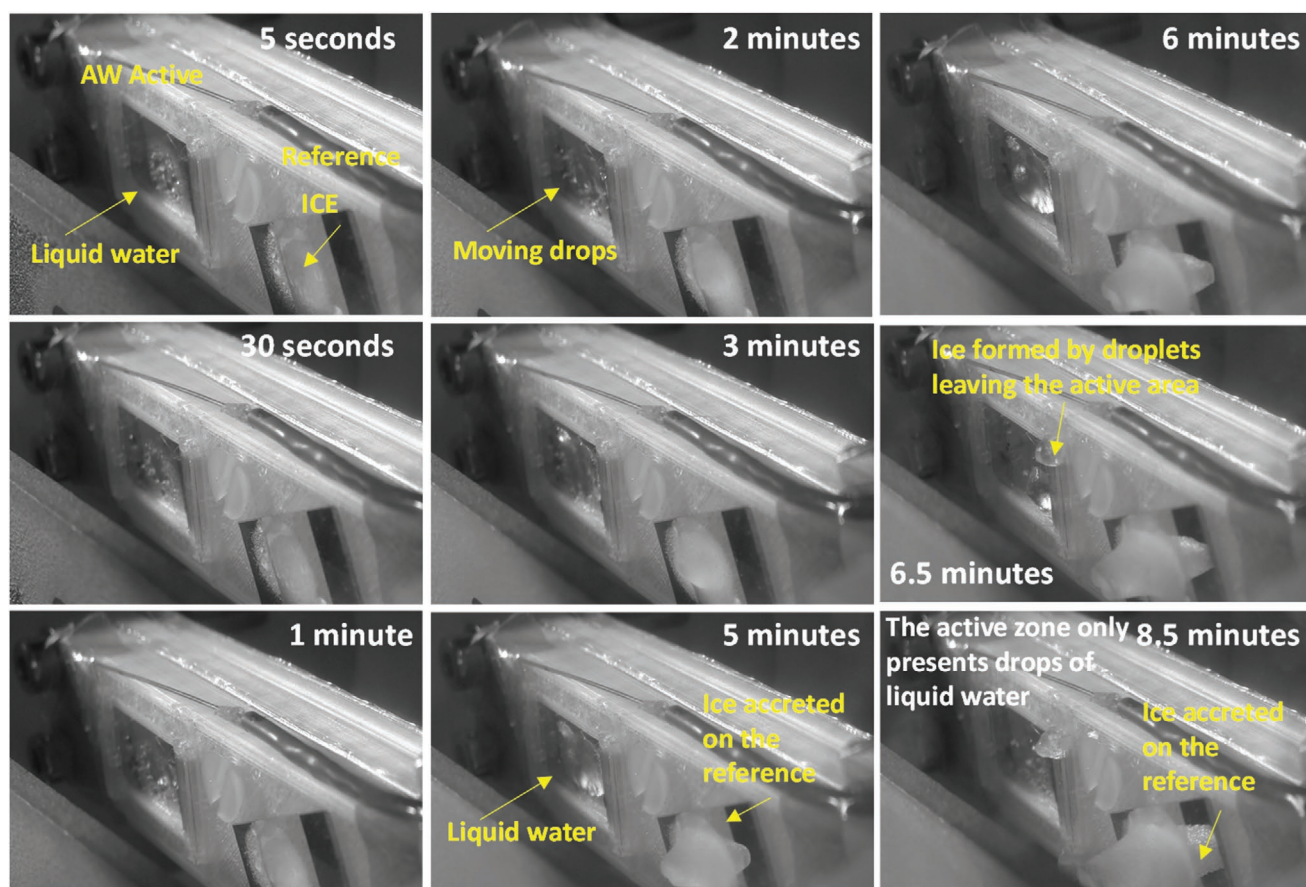 5 seconds
AW Active
Reference
ICE
Liquid water
30 seconds
1 minute
2 minutes
Moving drops
3 minutes
5 minutes
Ice accreted
on the
reference
Liquid water
6 minutes
Ice formed by droplets
leaving the active area
6.5 minutes
The active zone only
presents drops of
liquid water
8.5 minutes
Ice accreted
on the
reference